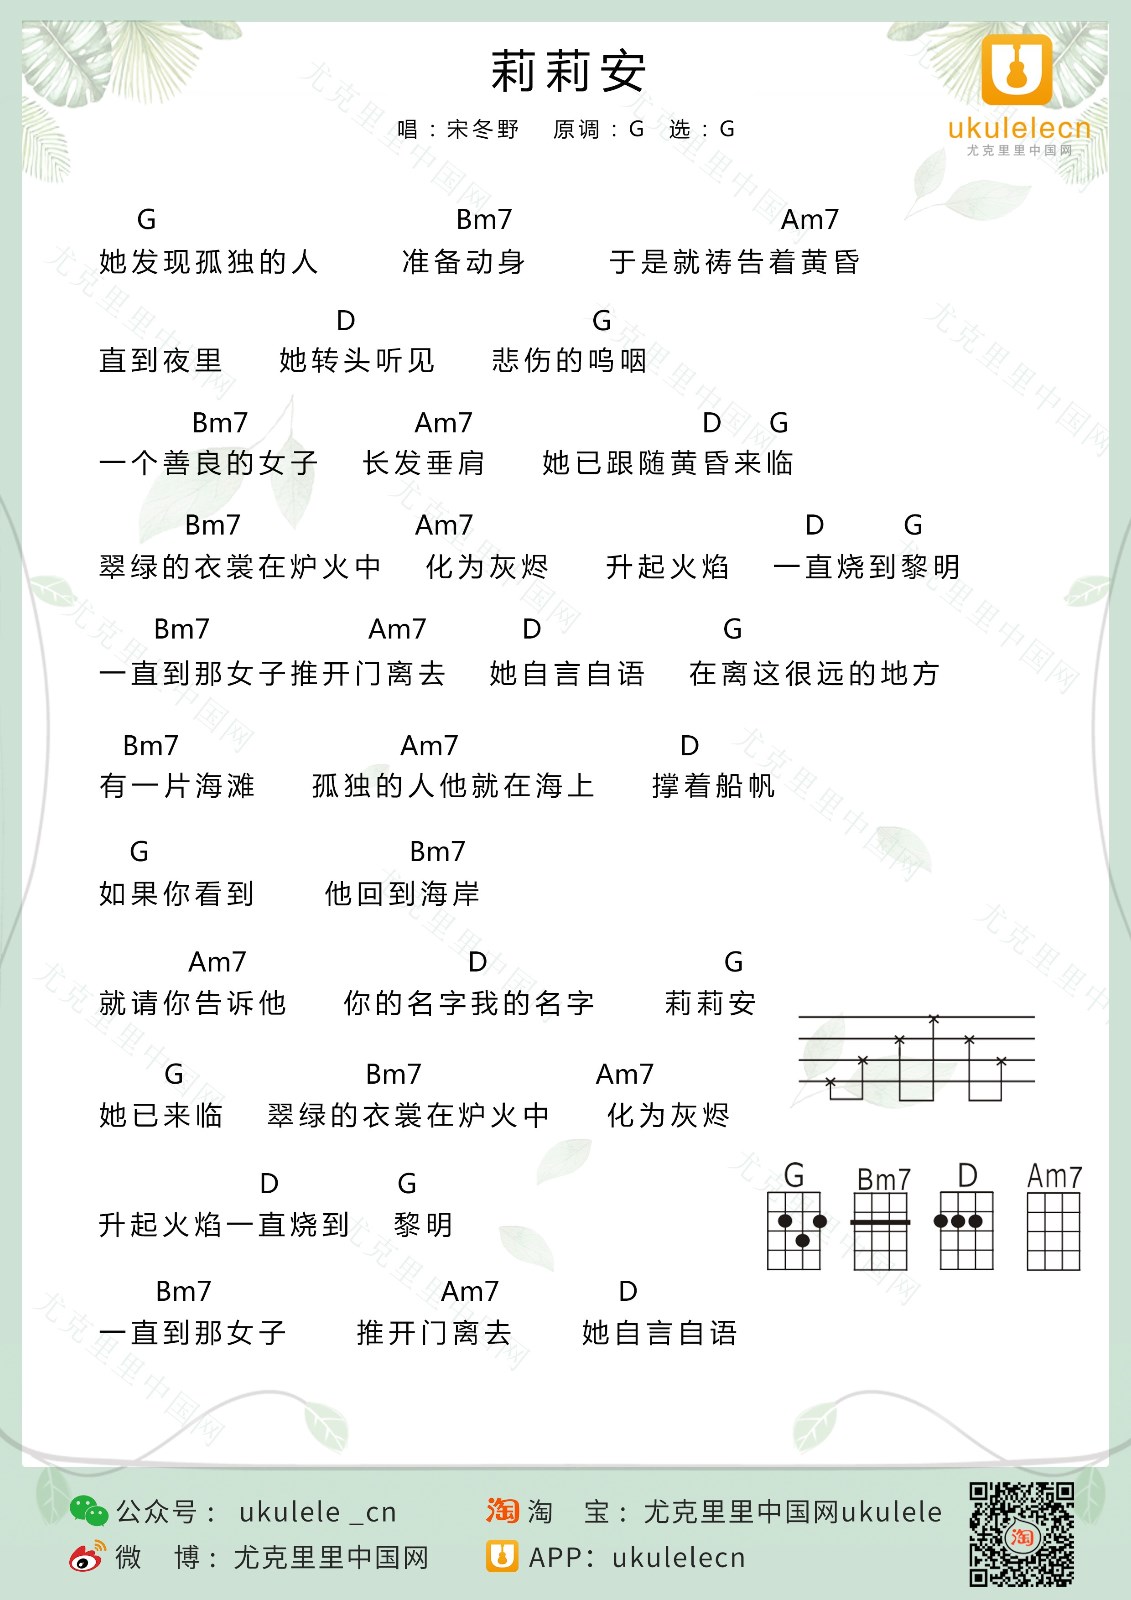 莉莉安
唱：宋冬野 原调：G 选：G
ukulelecn
尤克里里中国网
G Bm7 Am7
她发现孤独的人 准备动身 于是就祷告着黄昏
D G
直到夜里 她转头听见 悲伤的呜咽
Bm7 Am7 D G
一个善良的女子 长发垂肩 她已跟随黄昏来临
Bm7 Am7 D G
翠绿的衣裳在炉火中 化为灰烬 升起火焰 一直烧到黎明
Bm7 Am7 D G
一直到那女子推开门离去 她自言自语 在离这很远的地方
Bm7 Am7 D
有一片海滩 孤独的人他就在海上 撑着船帆
G Bm7
如果你看到 他回到海岸
Am7 D G
就请你告诉他 你的名字我的名字 莉莉安
G Bm7 Am7
她已来临 翠绿的衣裳在炉火中 化为灰烬
D G
升起火焰一直烧到 黎明
Bm7 Am7 D
一直到那女子 推开门离去 她自言自语
G Bm7 D Am7
公众号： ukulele _cn
淘 淘 宝：尤克里里中国网ukulele
微 博：尤克里里中国网
APP：ukulelecn
淘
尤克里里中国网